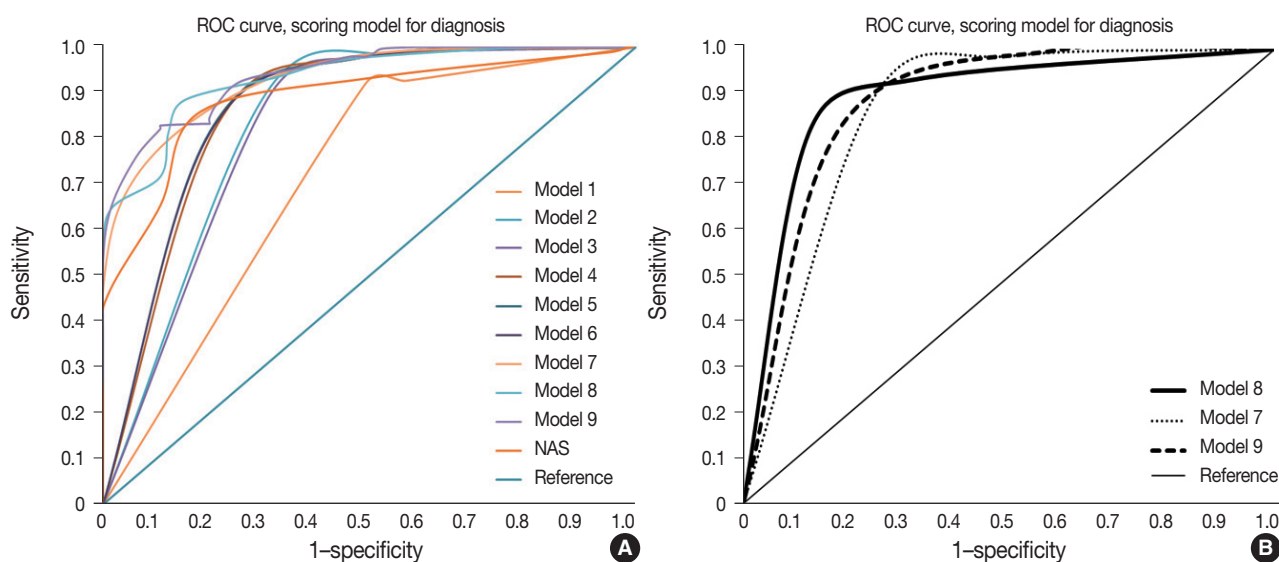 ROC curve, scoring model for diagnosis
1.0
0.9
0.8
0.7
0.6
0.5
0.4
0.3
0.2
0.1
0
Sensitivity
Model 1
Model 2
Model 3
Model 4
Model 5
Model 6
Model 7
Model 8
Model 9
NAS
Reference
0 0.1 0.2 0.3 0.4 0.5 0.6 0.7 0.8 0.9 1.0
1–specificity
A
ROC curve, scoring model for diagnosis
1.0
0.9
0.8
0.7
0.6
0.5
0.4
0.3
0.2
0.1
0
Sensitivity
Model 8
Model 7
Model 9
Reference
0 0.1 0.2 0.3 0.4 0.5 0.6 0.7 0.8 0.9 1.0
1–specificity
B